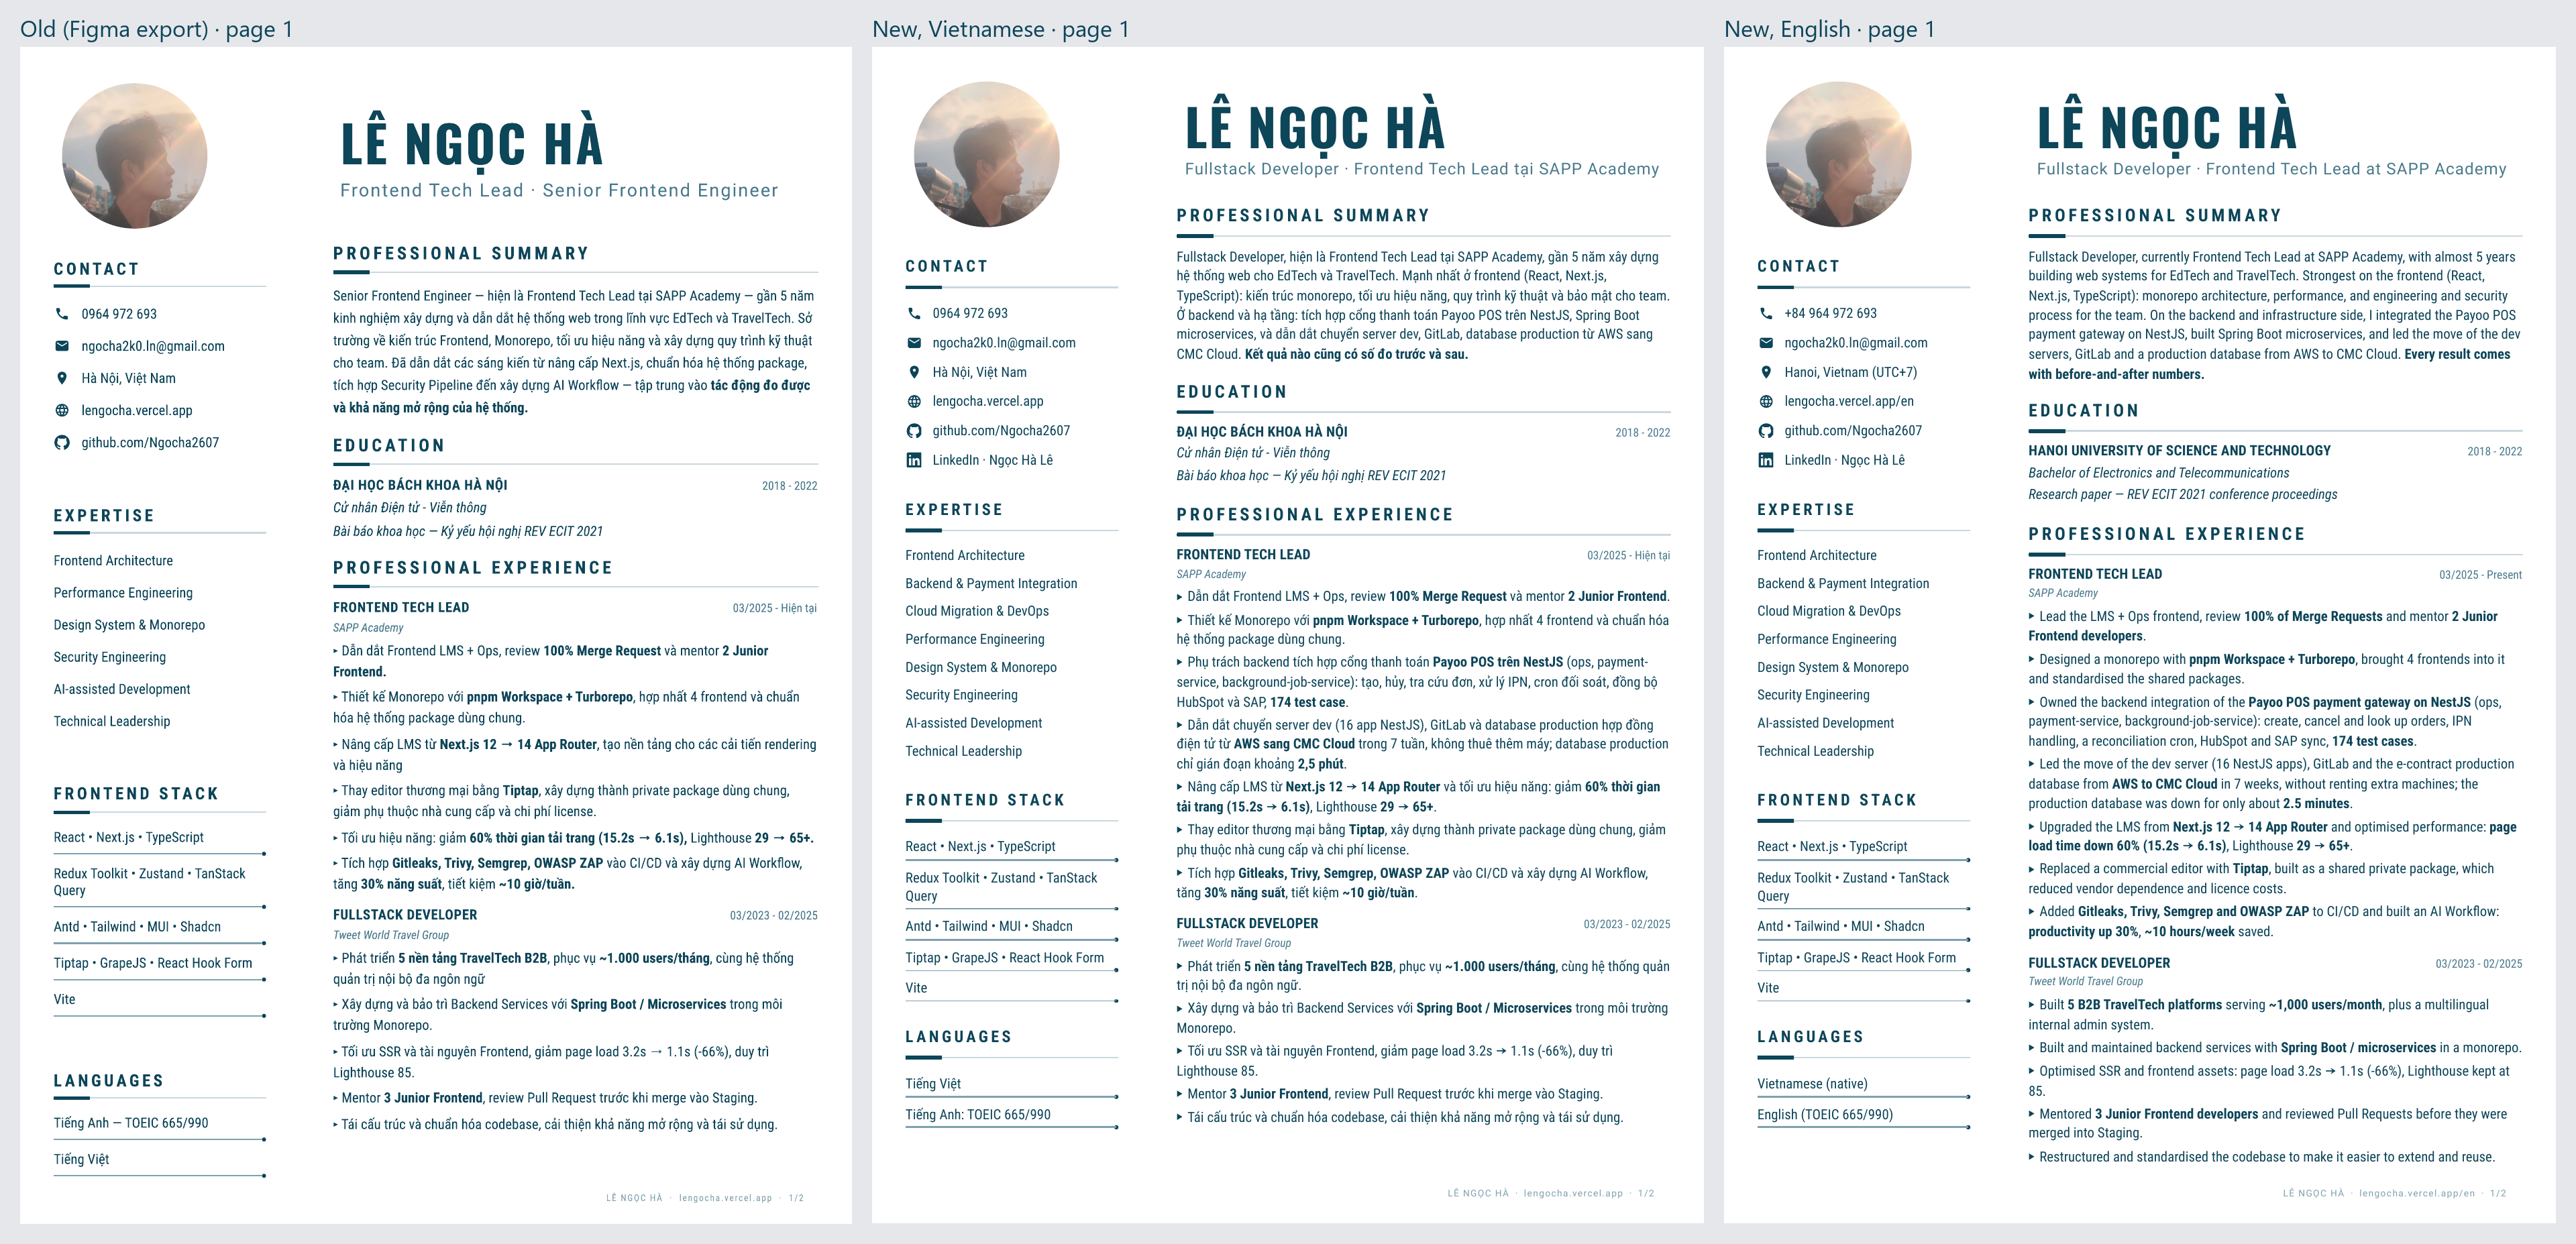 Old (Figma export) · page 1
LÊ NGỌC HÀ
Frontend Tech Lead · Senior Frontend Engineer
CONTACT
0964 972 693
ngocha2k0.ln@gmail.com
Hà Nội, Việt Nam
lengocha.vercel.app
github.com/Ngocha2607
EXPERTISE
Frontend Architecture
Performance Engineering
Design System & Monorepo
Security Engineering
AI-assisted Development
Technical Leadership
FRONTEND STACK
React • Next.js • TypeScript
Redux Toolkit • Zustand • TanStack
Query
Antd • Tailwind • MUI • Shadcn
Tiptap • GrapeJS • React Hook Form
Vite
LANGUAGES
Tiếng Anh — TOEIC 665/990
Tiếng Việt
PROFESSIONAL SUMMARY
Senior Frontend Engineer — hiện là Frontend Tech Lead tại SAPP Academy — gần 5 năm
kinh nghiệm xây dựng và dẫn dắt hệ thống web trong lĩnh vực EdTech và TravelTech. Sở
trường về kiến trúc Frontend, Monorepo, tối ưu hiệu năng và xây dựng quy trình kỹ thuật
cho team. Đã dẫn dắt các sáng kiến từ nâng cấp Next.js, chuẩn hóa hệ thống package,
tích hợp Security Pipeline đến xây dựng AI Workflow — tập trung vào tác động đo được
và khả năng mở rộng của hệ thống.
EDUCATION
ĐẠI HỌC BÁCH KHOA HÀ NỘI 2018 - 2022
Cử nhân Điện tử - Viễn thông
Bài báo khoa học — Kỷ yếu hội nghị REV ECIT 2021
PROFESSIONAL EXPERIENCE
FRONTEND TECH LEAD 03/2025 - Hiện tại
SAPP Academy
▸ Dẫn dắt Frontend LMS + Ops, review 100% Merge Request và mentor 2 Junior
Frontend.
▸ Thiết kế Monorepo với pnpm Workspace + Turborepo, hợp nhất 4 frontend và chuẩn
hóa hệ thống package dùng chung.
▸ Nâng cấp LMS từ Next.js 12 → 14 App Router, tạo nền tảng cho các cải tiến rendering
và hiệu năng
▸ Thay editor thương mại bằng Tiptap, xây dựng thành private package dùng chung,
giảm phụ thuộc nhà cung cấp và chi phí license.
▸ Tối ưu hiệu năng: giảm 60% thời gian tải trang (15.2s → 6.1s), Lighthouse 29 → 65+.
▸ Tích hợp Gitleaks, Trivy, Semgrep, OWASP ZAP vào CI/CD và xây dựng AI Workflow,
tăng 30% năng suất, tiết kiệm ~10 giờ/tuần.
FULLSTACK DEVELOPER 03/2023 - 02/2025
Tweet World Travel Group
▸ Phát triển 5 nền tảng TravelTech B2B, phục vụ ~1.000 users/tháng, cùng hệ thống
quản trị nội bộ đa ngôn ngữ
▸ Xây dựng và bảo trì Backend Services với Spring Boot / Microservices trong môi
trường Monorepo.
▸ Tối ưu SSR và tài nguyên Frontend, giảm page load 3.2s → 1.1s (-66%), duy trì
Lighthouse 85.
▸ Mentor 3 Junior Frontend, review Pull Request trước khi merge vào Staging.
▸ Tái cấu trúc và chuẩn hóa codebase, cải thiện khả năng mở rộng và tái sử dụng.
LÊ NGỌC HÀ · lengocha.vercel.app · 1/2
New, Vietnamese · page 1
LÊ NGỌC HÀ
Fullstack Developer · Frontend Tech Lead tại SAPP Academy
CONTACT
0964 972 693
ngocha2k0.ln@gmail.com
Hà Nội, Việt Nam
lengocha.vercel.app
github.com/Ngocha2607
LinkedIn · Ngọc Hà Lê
EXPERTISE
Frontend Architecture
Backend & Payment Integration
Cloud Migration & DevOps
Performance Engineering
Design System & Monorepo
Security Engineering
AI-assisted Development
Technical Leadership
FRONTEND STACK
React • Next.js • TypeScript
Redux Toolkit • Zustand • TanStack
Query
Antd • Tailwind • MUI • Shadcn
Tiptap • GrapeJS • React Hook Form
Vite
LANGUAGES
Tiếng Việt
Tiếng Anh: TOEIC 665/990
PROFESSIONAL SUMMARY
Fullstack Developer, hiện là Frontend Tech Lead tại SAPP Academy, gần 5 năm xây dựng
hệ thống web cho EdTech và TravelTech. Mạnh nhất ở frontend (React, Next.js,
TypeScript): kiến trúc monorepo, tối ưu hiệu năng, quy trình kỹ thuật và bảo mật cho team.
Ở backend và hạ tầng: tích hợp cổng thanh toán Payoo POS trên NestJS, Spring Boot
microservices, và dẫn dắt chuyển server dev, GitLab, database production từ AWS sang
CMC Cloud. Kết quả nào cũng có số đo trước và sau.
EDUCATION
ĐẠI HỌC BÁCH KHOA HÀ NỘI 2018 - 2022
Cử nhân Điện tử - Viễn thông
Bài báo khoa học — Kỷ yếu hội nghị REV ECIT 2021
PROFESSIONAL EXPERIENCE
FRONTEND TECH LEAD 03/2025 - Hiện tại
SAPP Academy
▸ Dẫn dắt Frontend LMS + Ops, review 100% Merge Request và mentor 2 Junior Frontend.
▸ Thiết kế Monorepo với pnpm Workspace + Turborepo, hợp nhất 4 frontend và chuẩn hóa
hệ thống package dùng chung.
▸ Phụ trách backend tích hợp cổng thanh toán Payoo POS trên NestJS (ops, payment-
service, background-job-service): tạo, hủy, tra cứu đơn, xử lý IPN, cron đối soát, đồng bộ
HubSpot và SAP, 174 test case.
▸ Dẫn dắt chuyển server dev (16 app NestJS), GitLab và database production hợp đồng
điện tử từ AWS sang CMC Cloud trong 7 tuần, không thuê thêm máy; database production
chỉ gián đoạn khoảng 2,5 phút.
▸ Nâng cấp LMS từ Next.js 12 → 14 App Router và tối ưu hiệu năng: giảm 60% thời gian
tải trang (15.2s → 6.1s), Lighthouse 29 → 65+.
▸ Thay editor thương mại bằng Tiptap, xây dựng thành private package dùng chung, giảm
phụ thuộc nhà cung cấp và chi phí license.
▸ Tích hợp Gitleaks, Trivy, Semgrep, OWASP ZAP vào CI/CD và xây dựng AI Workflow,
tăng 30% năng suất, tiết kiệm ~10 giờ/tuần.
FULLSTACK DEVELOPER 03/2023 - 02/2025
Tweet World Travel Group
▸ Phát triển 5 nền tảng TravelTech B2B, phục vụ ~1.000 users/tháng, cùng hệ thống quản
trị nội bộ đa ngôn ngữ.
▸ Xây dựng và bảo trì Backend Services với Spring Boot / Microservices trong môi trường
Monorepo.
▸ Tối ưu SSR và tài nguyên Frontend, giảm page load 3.2s → 1.1s (-66%), duy trì
Lighthouse 85.
▸ Mentor 3 Junior Frontend, review Pull Request trước khi merge vào Staging.
▸ Tái cấu trúc và chuẩn hóa codebase, cải thiện khả năng mở rộng và tái sử dụng.
LÊ NGỌC HÀ · lengocha.vercel.app · 1/2
New, English · page 1
LÊ NGỌC HÀ
Fullstack Developer · Frontend Tech Lead at SAPP Academy
CONTACT
+84 964 972 693
ngocha2k0.ln@gmail.com
Hanoi, Vietnam (UTC+7)
lengocha.vercel.app/en
github.com/Ngocha2607
LinkedIn · Ngọc Hà Lê
EXPERTISE
Frontend Architecture
Backend & Payment Integration
Cloud Migration & DevOps
Performance Engineering
Design System & Monorepo
Security Engineering
AI-assisted Development
Technical Leadership
FRONTEND STACK
React • Next.js • TypeScript
Redux Toolkit • Zustand • TanStack
Query
Antd • Tailwind • MUI • Shadcn
Tiptap • GrapeJS • React Hook Form
Vite
LANGUAGES
Vietnamese (native)
English (TOEIC 665/990)
PROFESSIONAL SUMMARY
Fullstack Developer, currently Frontend Tech Lead at SAPP Academy, with almost 5 years
building web systems for EdTech and TravelTech. Strongest on the frontend (React,
Next.js, TypeScript): monorepo architecture, performance, and engineering and security
process for the team. On the backend and infrastructure side, I integrated the Payoo POS
payment gateway on NestJS, built Spring Boot microservices, and led the move of the dev
servers, GitLab and a production database from AWS to CMC Cloud. Every result comes
with before-and-after numbers.
EDUCATION
HANOI UNIVERSITY OF SCIENCE AND TECHNOLOGY 2018 - 2022
Bachelor of Electronics and Telecommunications
Research paper — REV ECIT 2021 conference proceedings
PROFESSIONAL EXPERIENCE
FRONTEND TECH LEAD 03/2025 - Present
SAPP Academy
▸ Lead the LMS + Ops frontend, review 100% of Merge Requests and mentor 2 Junior
Frontend developers.
▸ Designed a monorepo with pnpm Workspace + Turborepo, brought 4 frontends into it
and standardised the shared packages.
▸ Owned the backend integration of the Payoo POS payment gateway on NestJS (ops,
payment-service, background-job-service): create, cancel and look up orders, IPN
handling, a reconciliation cron, HubSpot and SAP sync, 174 test cases.
▸ Led the move of the dev server (16 NestJS apps), GitLab and the e-contract production
database from AWS to CMC Cloud in 7 weeks, without renting extra machines; the
production database was down for only about 2.5 minutes.
▸ Upgraded the LMS from Next.js 12 → 14 App Router and optimised performance: page
load time down 60% (15.2s → 6.1s), Lighthouse 29 → 65+.
▸ Replaced a commercial editor with Tiptap, built as a shared private package, which
reduced vendor dependence and licence costs.
▸ Added Gitleaks, Trivy, Semgrep and OWASP ZAP to CI/CD and built an AI Workflow:
productivity up 30%, ~10 hours/week saved.
FULLSTACK DEVELOPER 03/2023 - 02/2025
Tweet World Travel Group
▸ Built 5 B2B TravelTech platforms serving ~1,000 users/month, plus a multilingual
internal admin system.
▸ Built and maintained backend services with Spring Boot / microservices in a monorepo.
▸ Optimised SSR and frontend assets: page load 3.2s → 1.1s (-66%), Lighthouse kept at
85.
▸ Mentored 3 Junior Frontend developers and reviewed Pull Requests before they were
merged into Staging.
▸ Restructured and standardised the codebase to make it easier to extend and reuse.
LÊ NGỌC HÀ · lengocha.vercel.app/en · 1/2